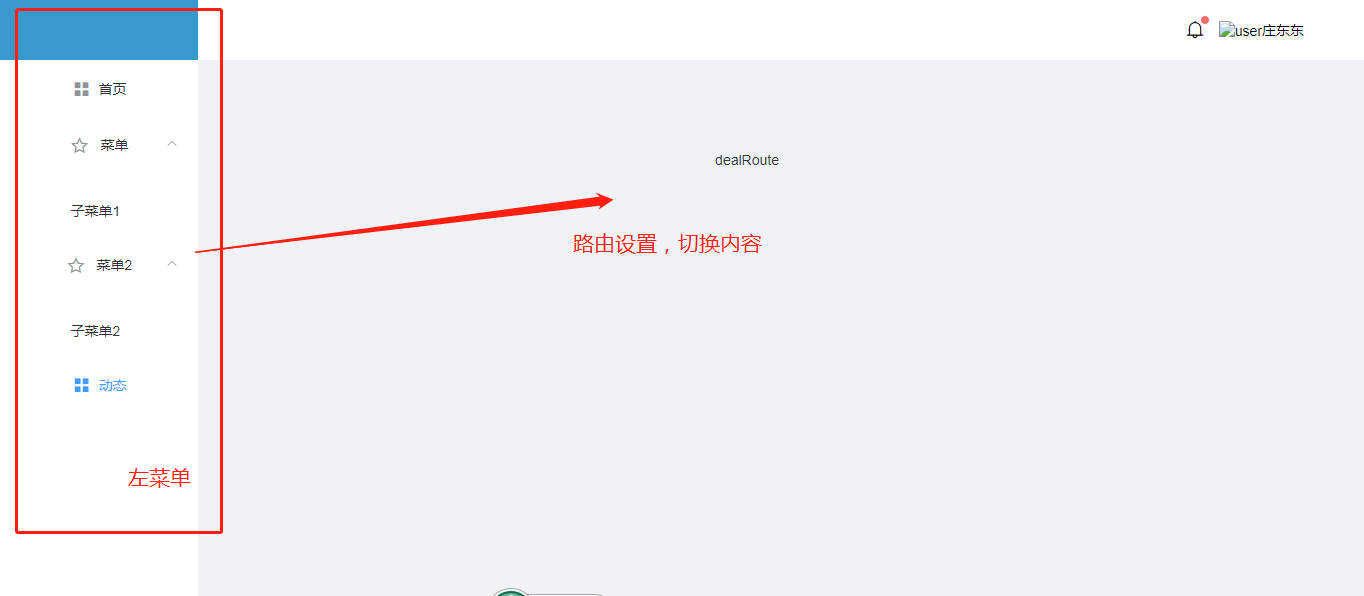 user庄东东
首页
菜单
dealRoute
子菜单1
路由设置，切换内容
菜单2
子菜单2
动态
左菜单